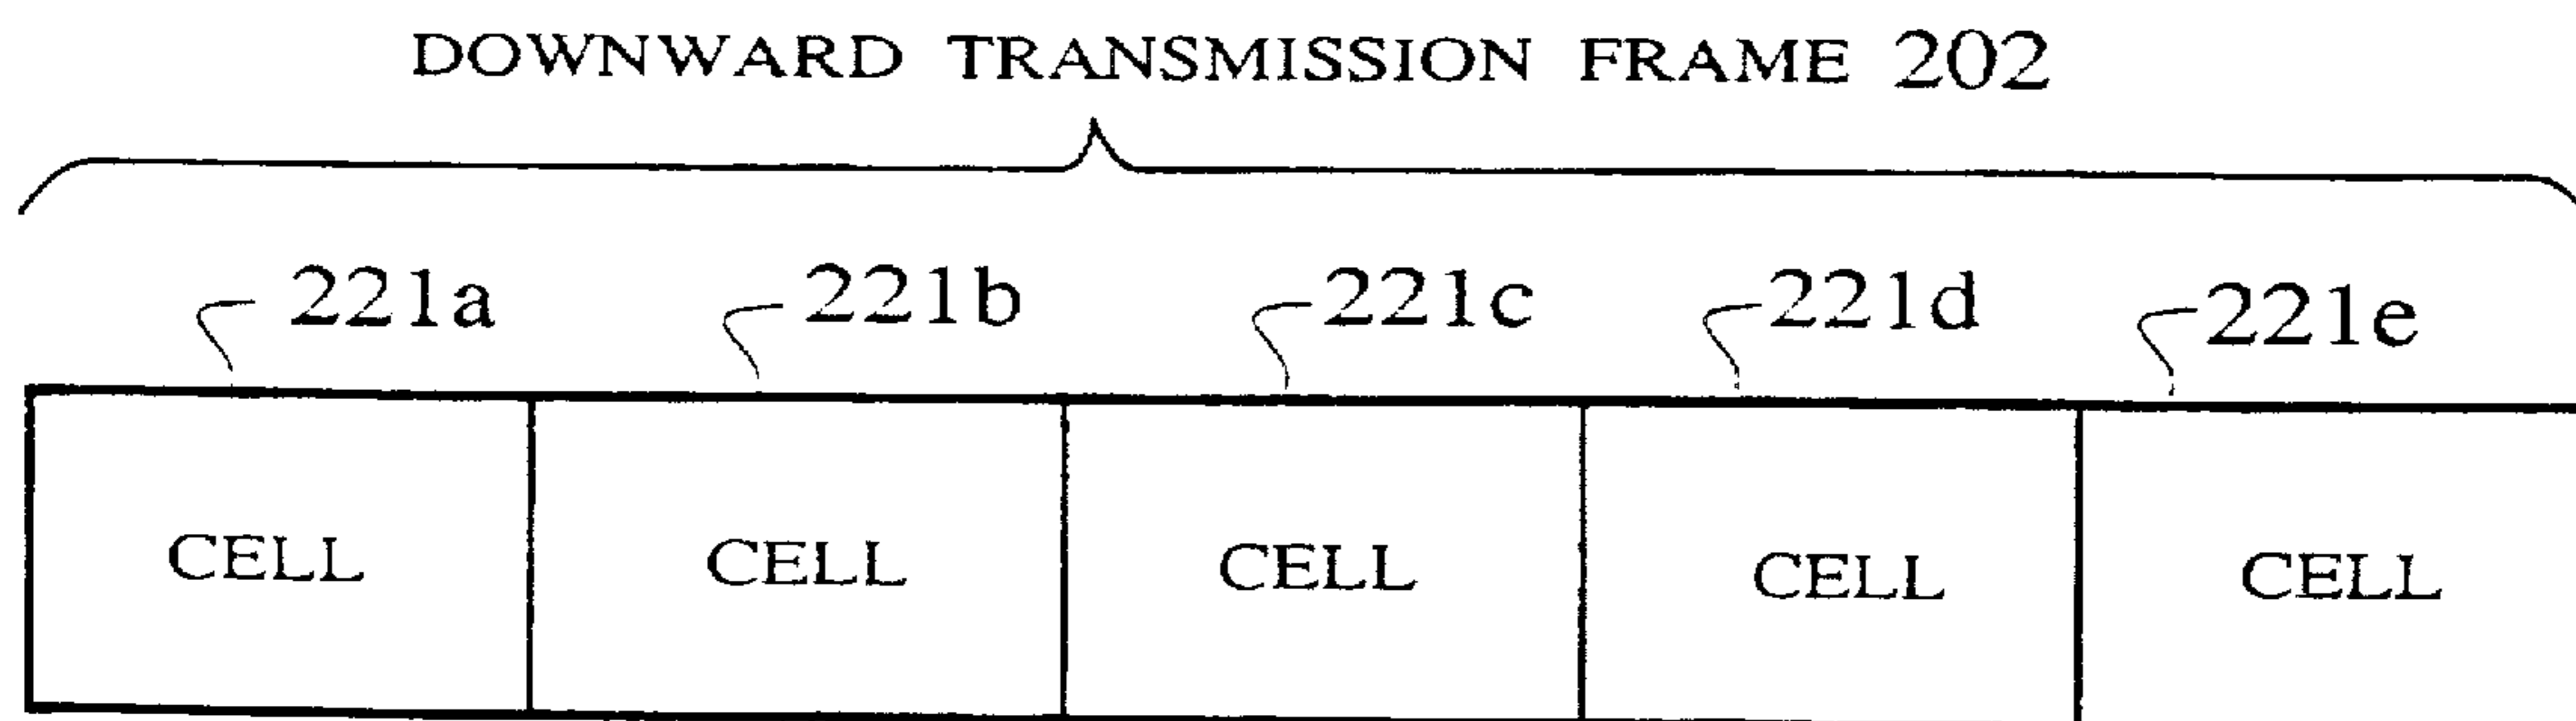 DOWNWARD TRANSMISSION FRAME 202
221a 221b 221c 221d 221e
CELL CELL CELL CELL CELL